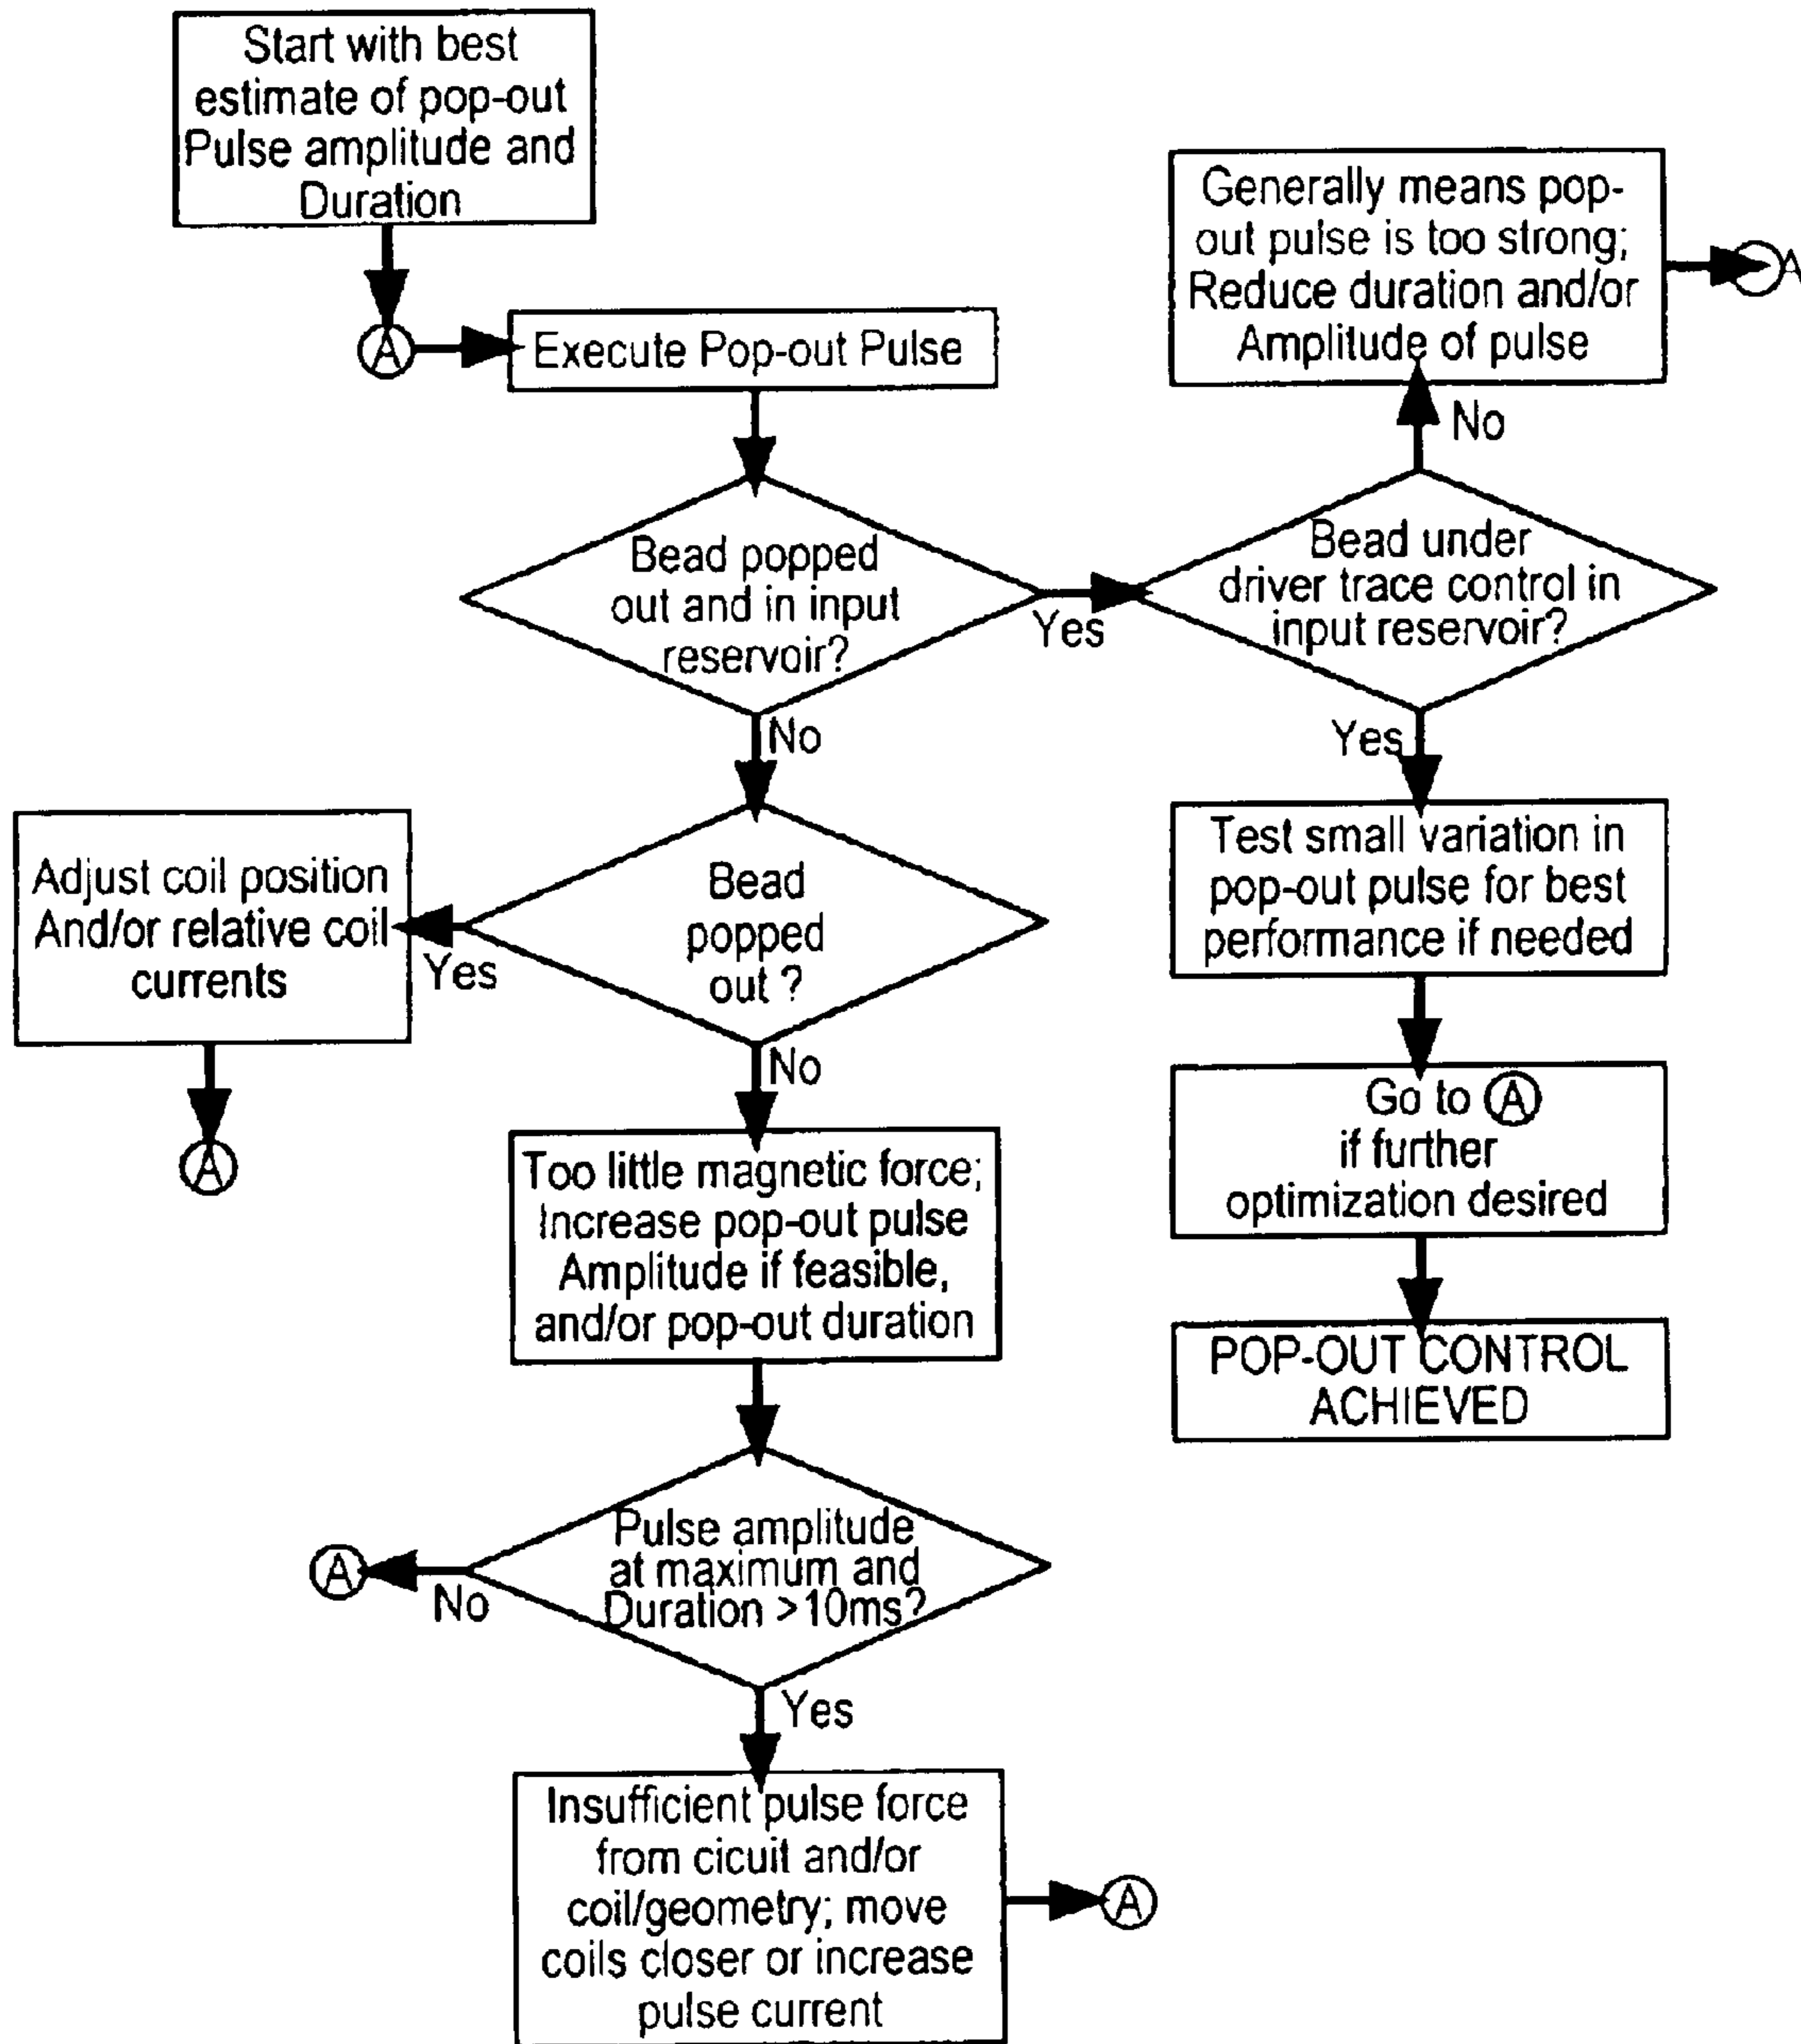 Start with best
estimate of pop-out
Pulse amplitude and
Duration
A
Execute Pop-out Pulse
Generally means pop-
out pulse is too strong;
Reduce duration and/or
Amplitude of pulse
A
No
Bead popped
out and in input
reservoir?
Yes
Bead under
driver trace control in
input reservoir?
No
Yes
Adjust coil position
And/or relative coil
currents
Yes
Bead
popped
out ?
Test small variation in
pop-out pulse for best
performance if needed
A
No
Too little magnetic force;
Increase pop-out pulse
Amplitude if feasible,
and/or pop-out duration
Go to A
if further
optimization desired
POP-OUT CONTROL
ACHIEVED
A
No
Pulse amplitude
at maximum and
Duration >10ms?
Yes
Insufficient pulse force
from cicuit and/or
coil/geometry; move
coils closer or increase
pulse current
A